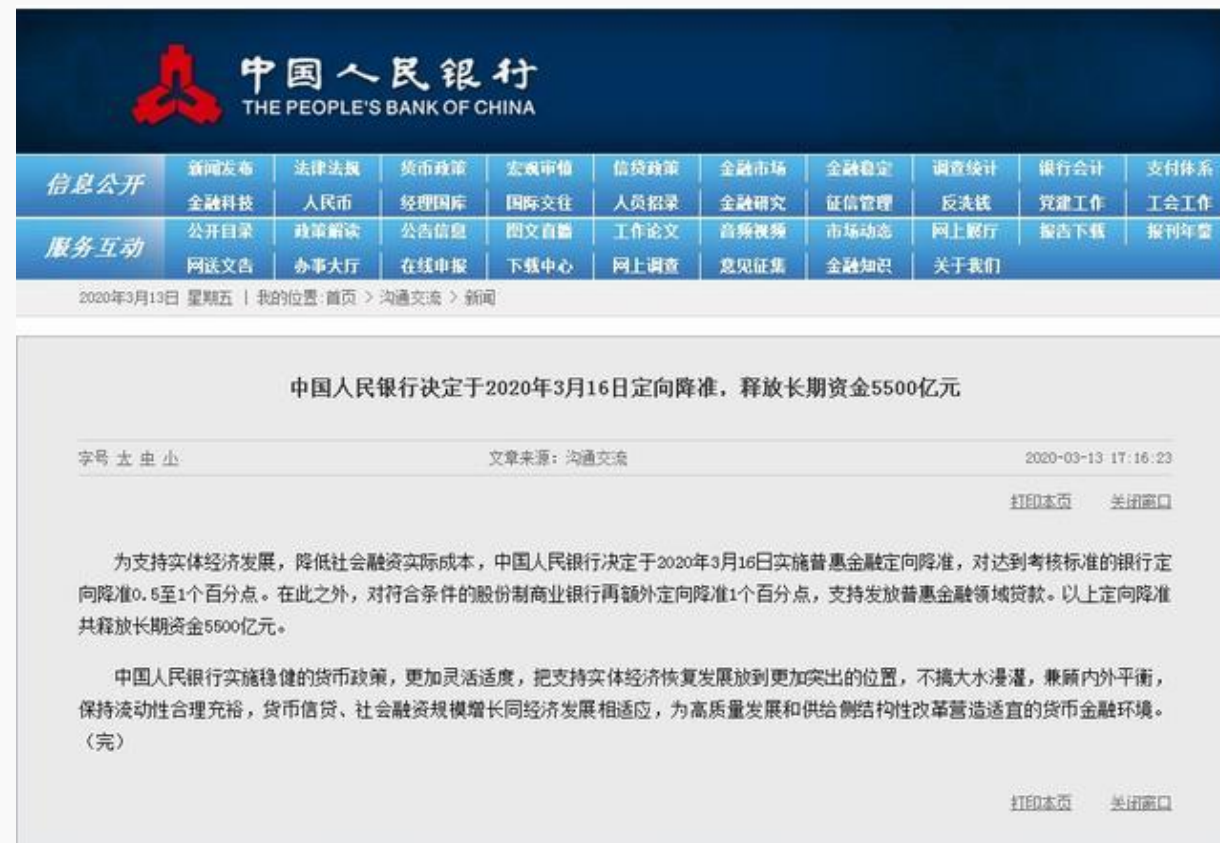 中国人民银行
THE PEOPLE'S BANK OF CHINA
信息公开
新闻发布 法律法规 货币政策 宏观审慎 信贷政策 金融市场 金融稳定 调查统计 银行会计 支付体系
金融科技 人民币 经理国库 国际交往 人员招录 金融研究 征信管理 反洗钱 党建工作 工会工作
服务互动
公开目录 政策解读 公告信息 图文直播 工作论文 音频视频 市场动态 网上展厅 报告下载 报刊年鉴
网送文告 办事大厅 在线申报 下载中心 网上调查 意见征集 金融知识 关于我们
2020年3月13日 星期五 | 我的位置:首页 > 沟通交流 > 新闻
中国人民银行决定于2020年3月16日定向降准，释放长期资金5500亿元
字号 大 中 小 文章来源：沟通交流 2020-03-13 17:16:23
打印本页 关闭窗口
为支持实体经济发展，降低社会融资实际成本，中国人民银行决定于2020年3月16日实施普惠金融定向降准，对达到考核标准的银行定
向降准0.5至1个百分点。在此之外，对符合条件的股份制商业银行再额外定向降准1个百分点，支持发放普惠金融领域贷款。以上定向降准
共释放长期资金5500亿元。
中国人民银行实施稳健的货币政策，更加灵活适度，把支持实体经济恢复发展放到更加突出的位置，不搞大水漫灌，兼顾内外平衡，
保持流动性合理充裕，货币信贷、社会融资规模增长同经济发展相适应，为高质量发展和供给侧结构性改革营造适宜的货币金融环境。
（完）
打印本页 关闭窗口